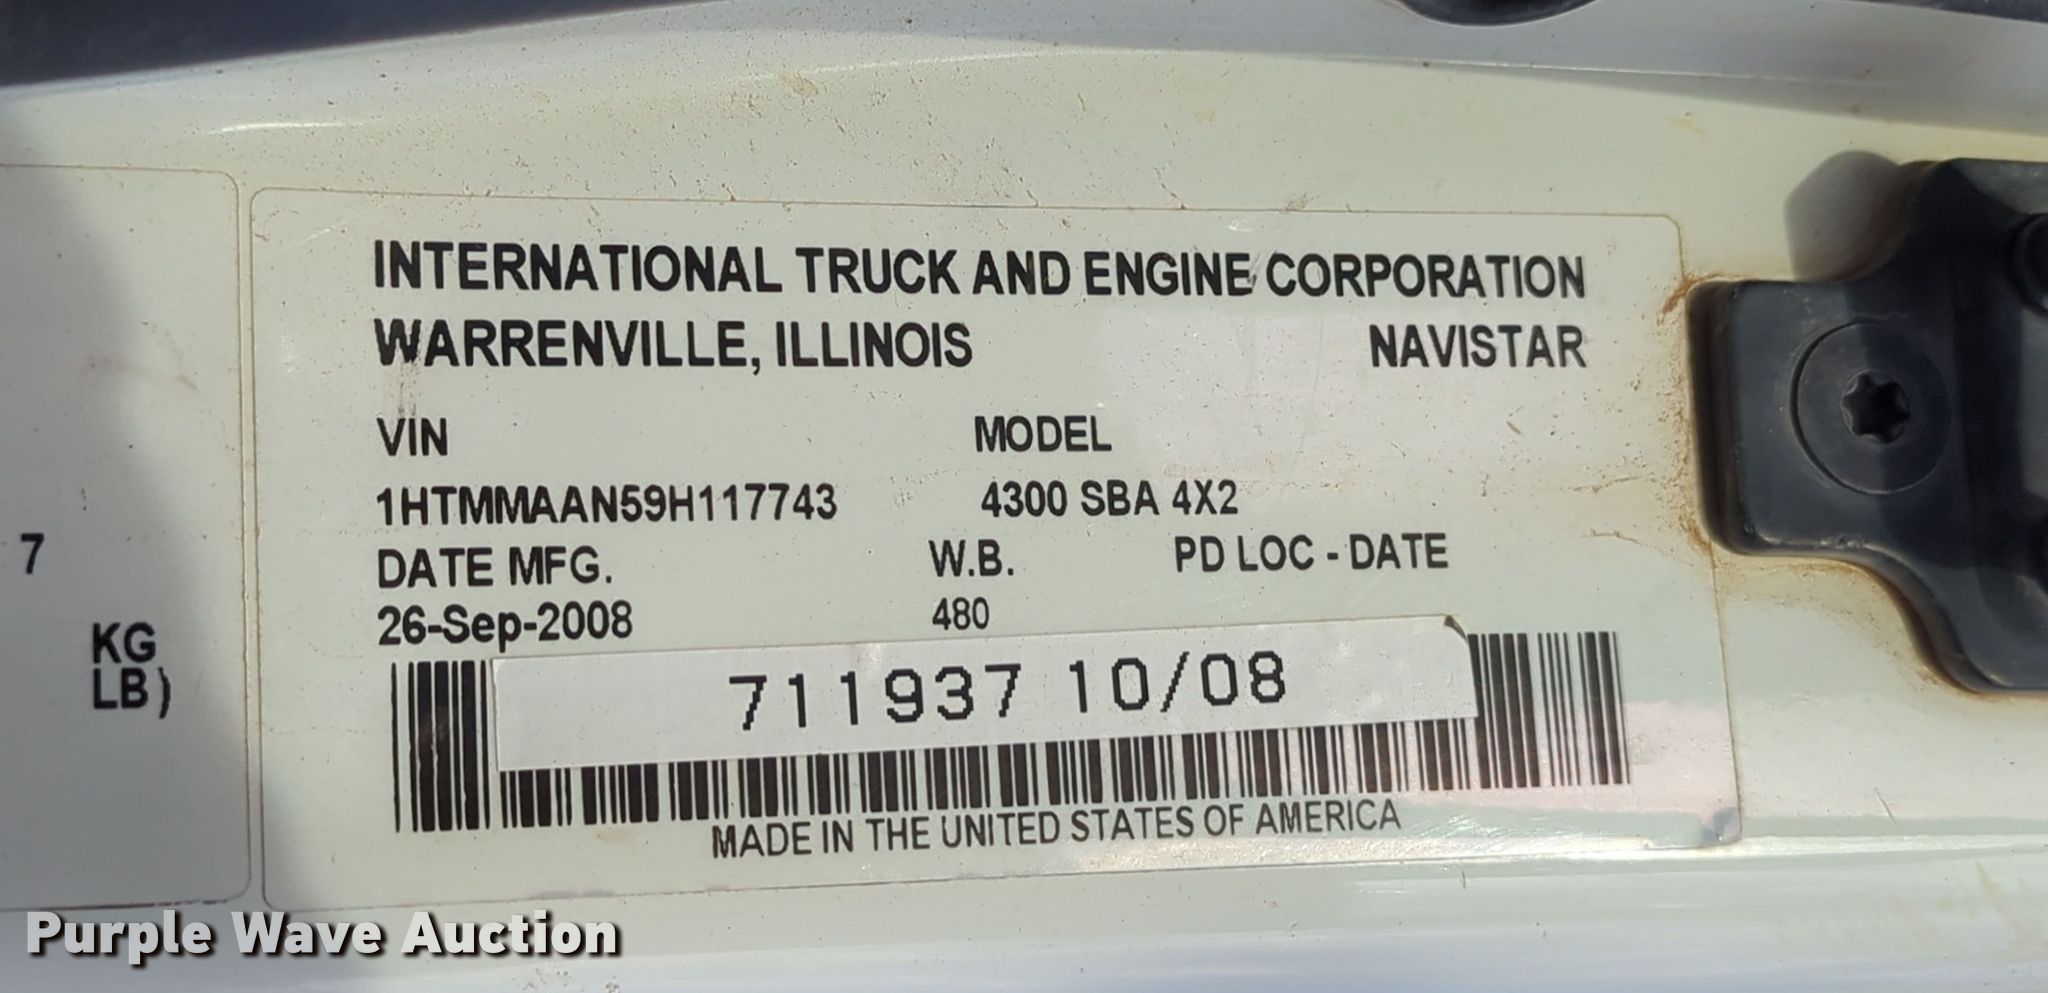 INTERNATIONAL TRUCK AND ENGINE CORPORATION
WARRENVILLE, ILLINOIS NAVISTAR
VIN MODEL
1HTMMAAN59H117743 4300 SBA 4X2
DATE MFG. W.B. PD LOC - DATE
26-Sep-2008 480
711937 10/08
MADE IN THE UNITED STATES OF AMERICA
7
KG
LB)
Purple Wave Auction